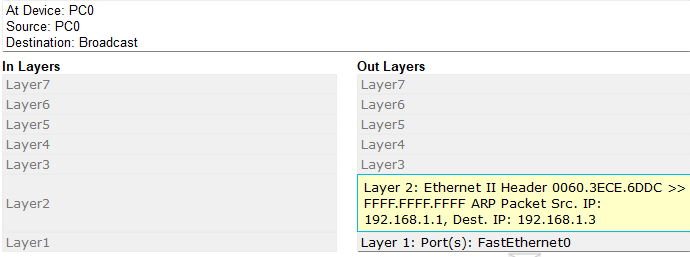 At Device: PC0
Source: PC0
Destination: Broadcast
In Layers
Layer7
Layer6
Layer5
Layer4
Layer3
Layer2
Layer1
Out Layers
Layer7
Layer6
Layer5
Layer4
Layer3
Layer 2: Ethernet II Header 0060.3ECE.6DDC >>
FFFF.FFFF.FFFF ARP Packet Src. IP:
192.168.1.1, Dest. IP: 192.168.1.3
Layer 1: Port(s): FastEthernet0